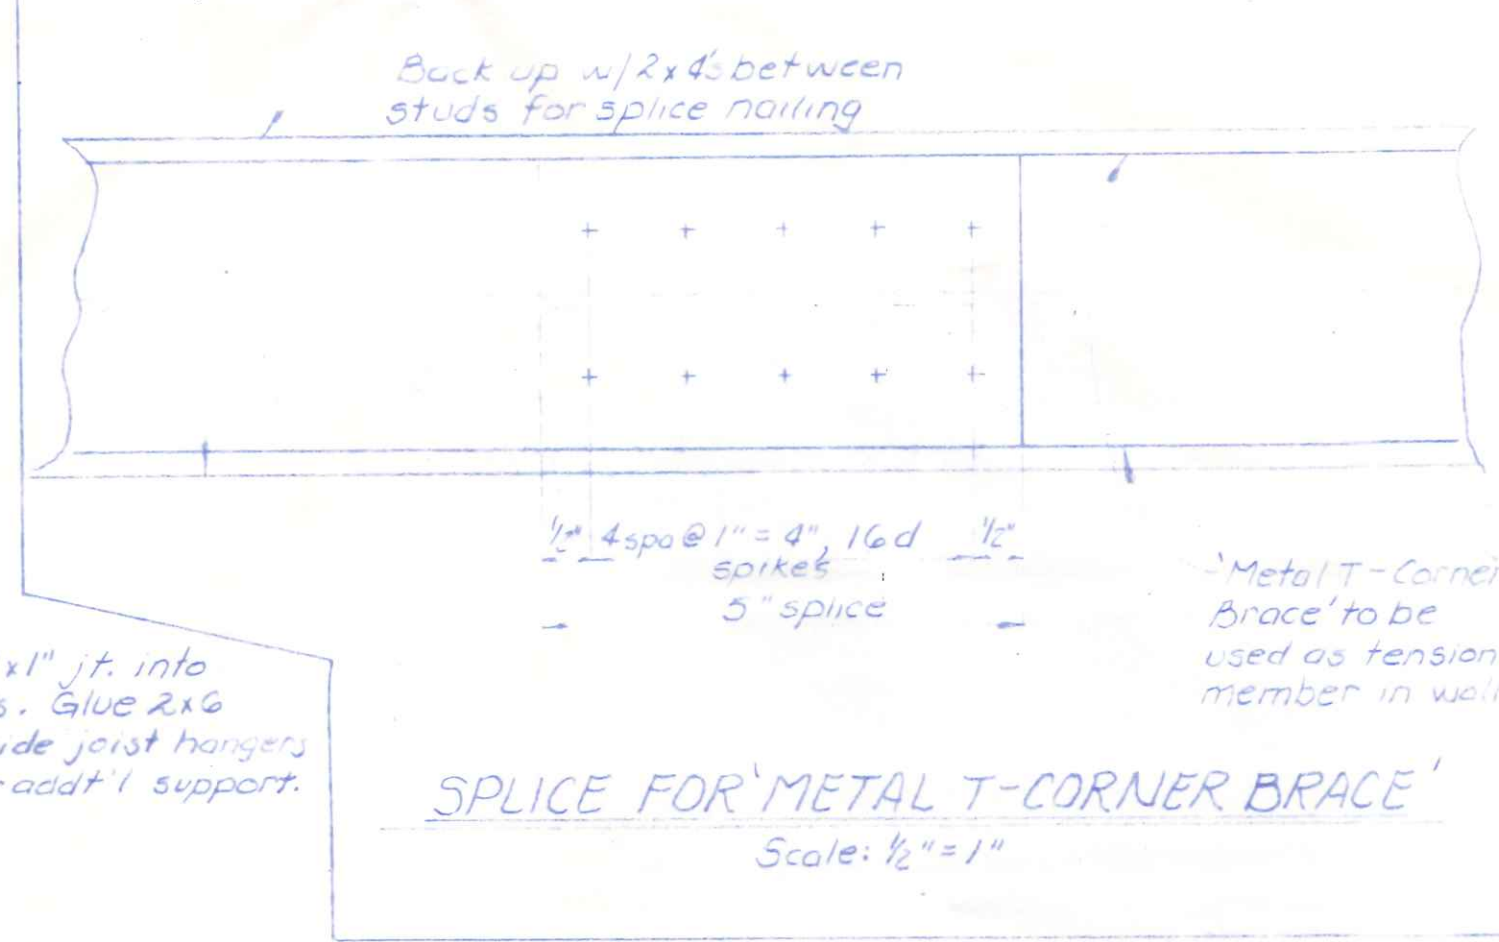 Back up w/2x4's between
studs for splice nailing
1/2" 4 spa @ 1" = 4", 16d 1/2"
spikes
5" splice
'Metal T-Corner
Brace' to be
used as tension
member in wall
x1" jt. into
s. Glue 2x6
ide joist hangers
addt'l support.
SPLICE FOR 'METAL T-CORNER BRACE'
Scale: 1/2" = 1"